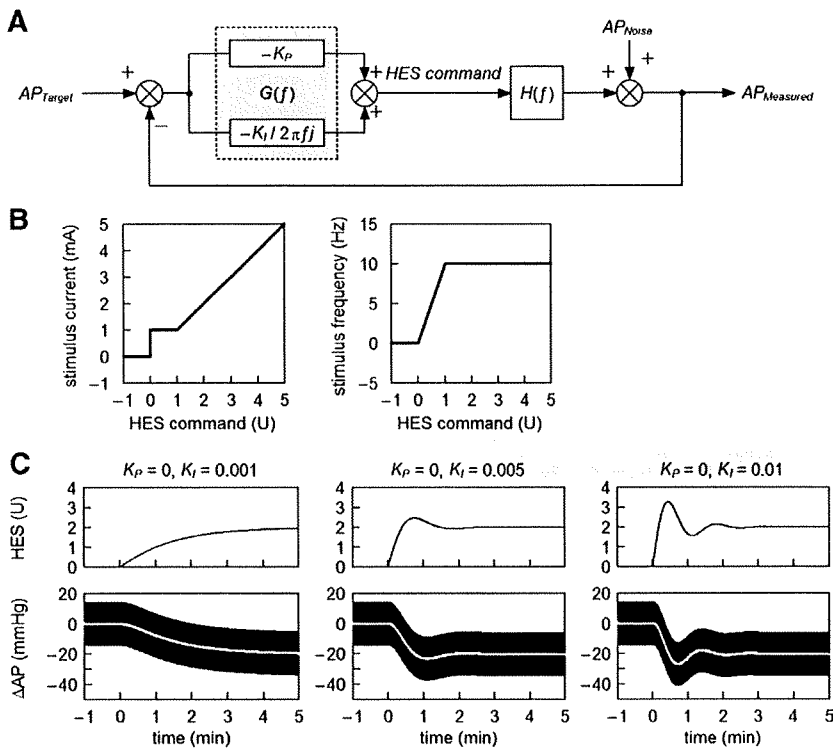 A
AP_Noise
–K_P
+
+
AP_Target
+
G(f)
HES command
H(f)
+
AP_Measured
–
+
–K_I / 2πfj
B
stimulus current (mA)
5
4
3
2
1
0
−1
−1 0 1 2 3 4 5
HES command (U)
stimulus frequency (Hz)
15
10
5
0
−5
−1 0 1 2 3 4 5
HES command (U)
C
K_P = 0, K_I = 0.001
K_P = 0, K_I = 0.005
K_P = 0, K_I = 0.01
HES (U)
4
3
2
1
0
4
3
2
1
0
4
3
2
1
0
ΔAP (mmHg)
20
0
−20
−40
20
0
−20
−40
20
0
−20
−40
−1 0 1 2 3 4 5
−1 0 1 2 3 4 5
−1 0 1 2 3 4 5
time (min)
time (min)
time (min)